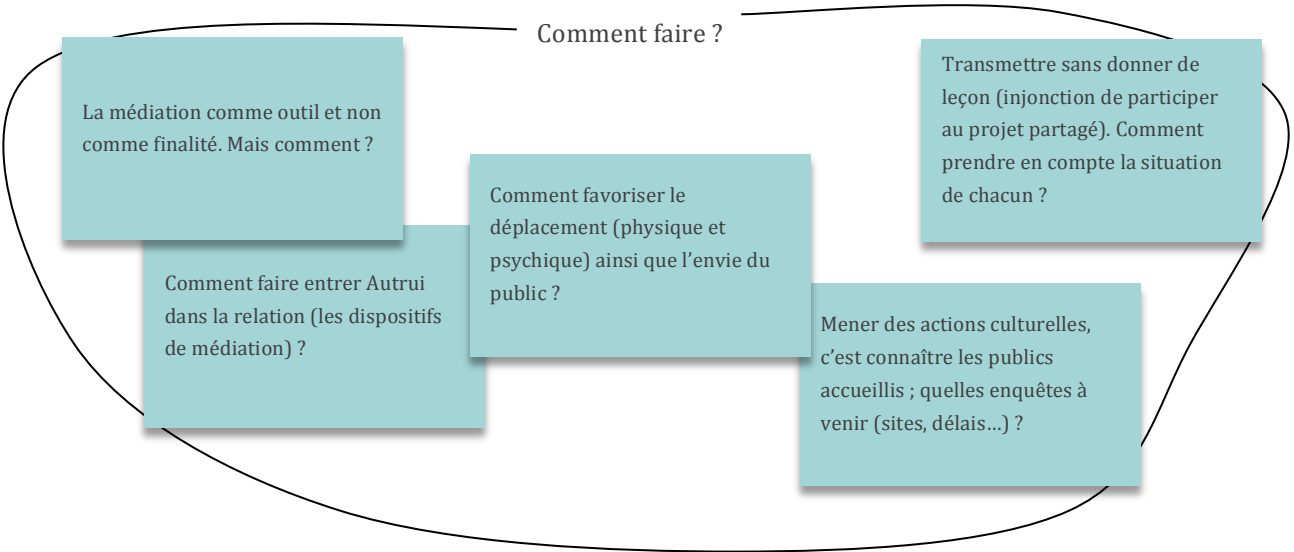 Comment faire ?
La médiation comme outil et non
comme finalité. Mais comment ?
Comment faire entrer Autrui
dans la relation (les dispositifs
de médiation) ?
Comment favoriser le
déplacement (physique et
psychique) ainsi que l’envie du
public ?
Transmettre sans donner de
leçon (injonction de participer
au projet partagé). Comment
prendre en compte la situation
de chacun ?
Mener des actions culturelles,
c’est connaître les publics
accueillis ; quelles enquêtes à
venir (sites, délais…) ?